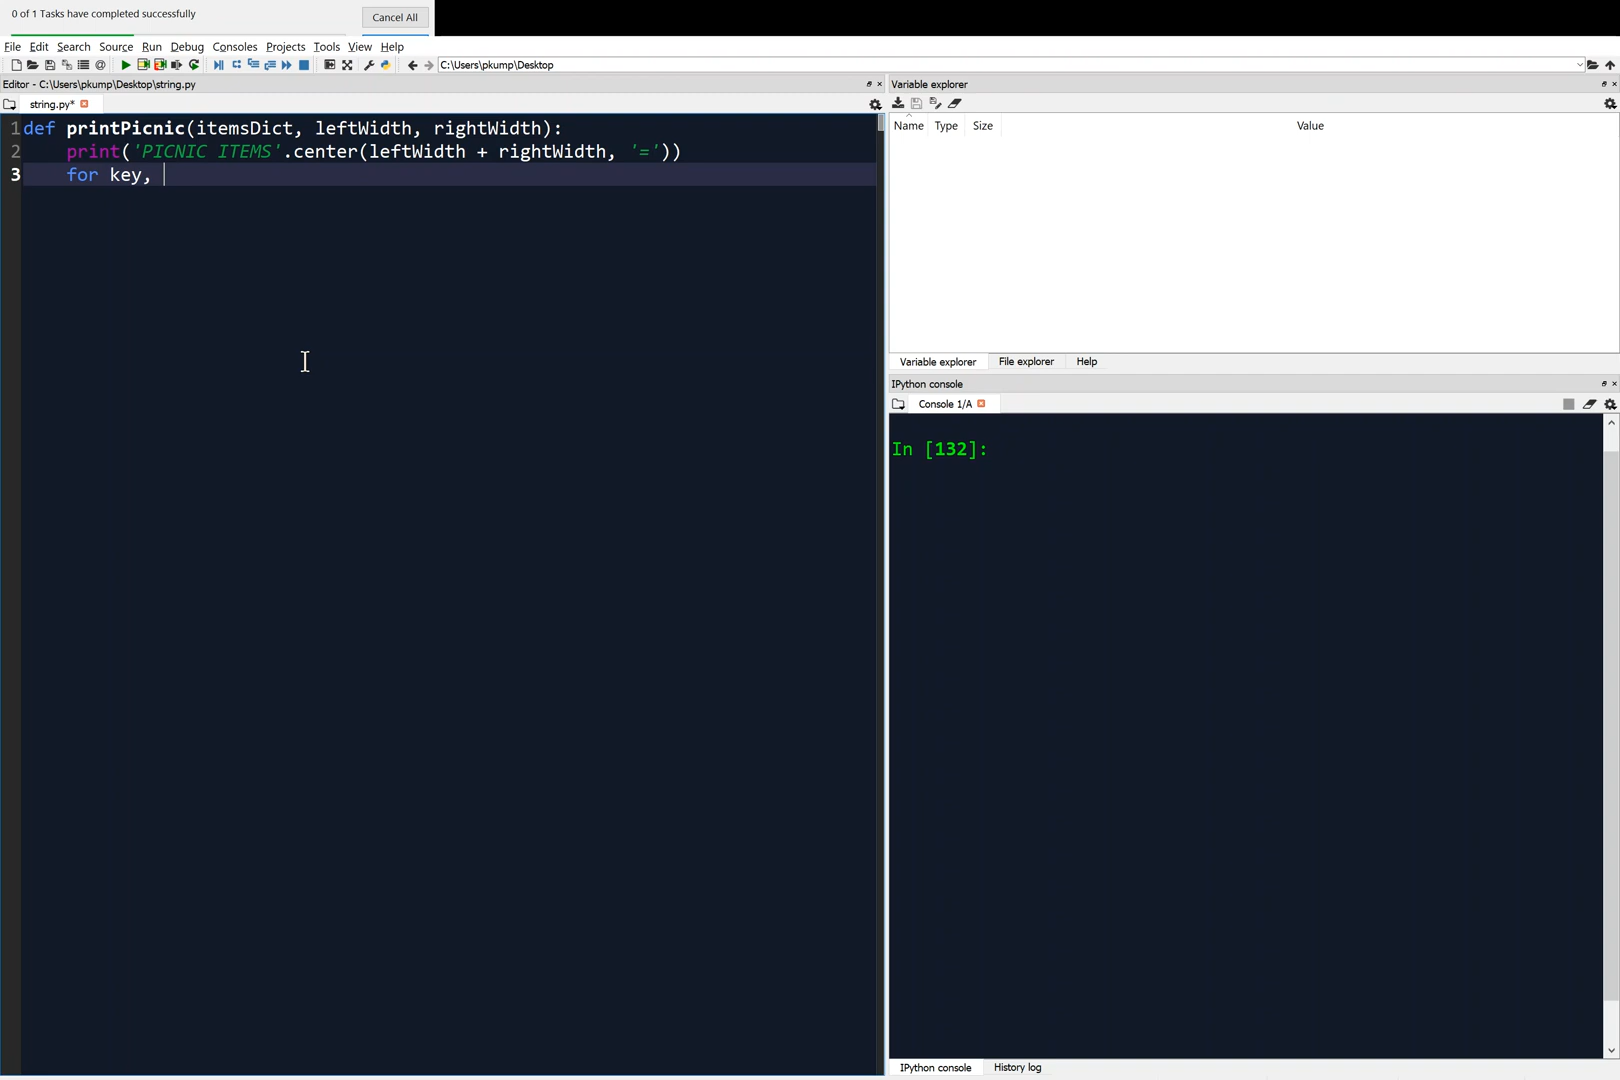 0 of 1 Tasks have completed successfully
Cancel All
File Edit Search Source Run Debug Consoles Projects Tools View Help
C:\Users\pkump\Desktop
Editor - C:\Users\pkump\Desktop\string.py
string.py*
1 def printPicnic(itemsDict, leftWidth, rightWidth):
2 print('PICNIC ITEMS'.center(leftWidth + rightWidth, '='))
3 for key,
Variable explorer
Name Type Size Value
Variable explorer File explorer Help
IPython console
Console 1/A
In [132]:
IPython console History log